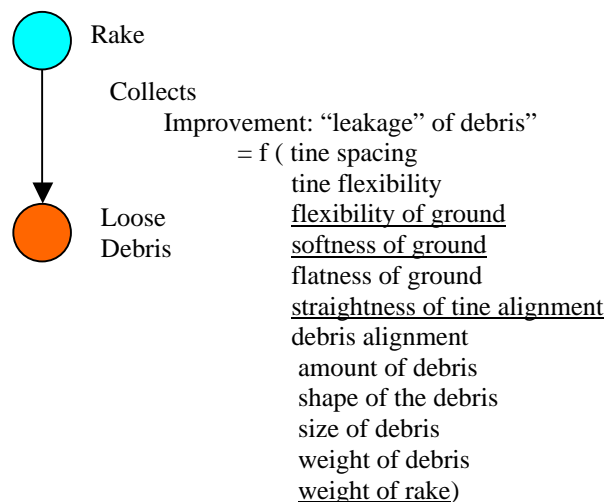 Rake
Collects
Improvement: “leakage” of debris”
= f ( tine spacing
tine flexibility
flexibility of ground
softness of ground
flatness of ground
straightness of tine alignment
debris alignment
amount of debris
shape of the debris
size of debris
weight of debris
weight of rake)
Loose
Debris